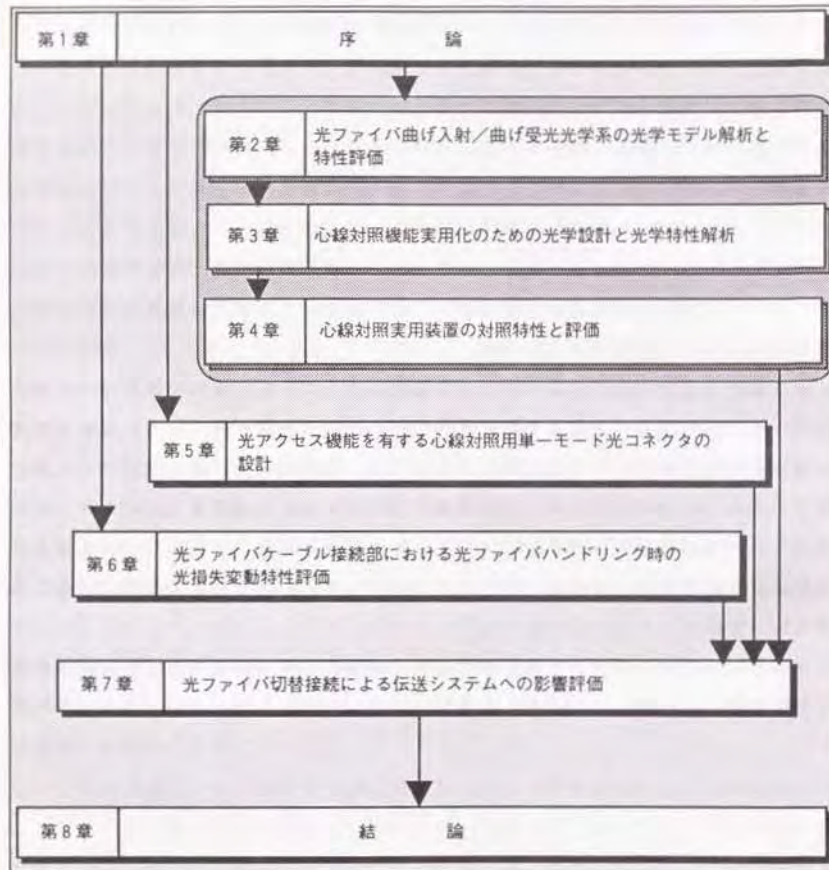 第1章 序論
第2章 光ファイバ曲げ入射／曲げ受光光学系の光学モデル解析と
特性評価
第3章 心線対照機能実用化のための光学設計と光学特性解析
第4章 心線対照実用装置の対照特性と評価
第5章 光アクセス機能を有する心線対照用単一モード光コネクタの
設計
第6章 光ファイバケーブル接続部における光ファイバハンドリング時の
光損失変動特性評価
第7章 光ファイバ切替接続による伝送システムへの影響評価
第8章 結論